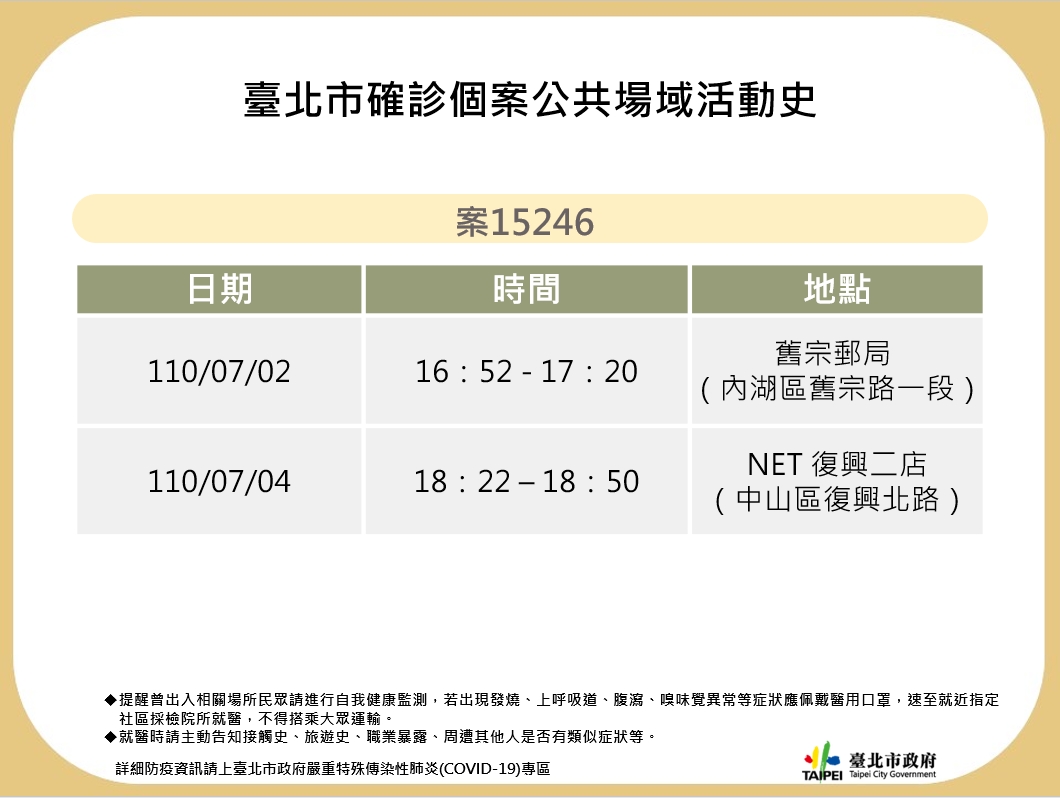 臺北市確診個案公共場域活動史
案15246
日期
時間
地點
110/07/02
16：52 - 17：20
舊宗郵局
（內湖區舊宗路一段）
110/07/04
18：22 – 18：50
NET 復興二店
（中山區復興北路）
◆提醒曾出入相關場所民眾請進行自我健康監測，若出現發燒、上呼吸道、腹瀉、嗅味覺異常等症狀應佩戴醫用口罩，速至就近指定
社區採檢院所就醫，不得搭乘大眾運輸。
◆就醫時請主動告知接觸史、旅遊史、職業暴露、周遭其他人是否有類似症狀等。
詳細防疫資訊請上臺北市政府嚴重特殊傳染性肺炎(COVID-19)專區
TAIPEI
臺北市政府
Taipei City Government